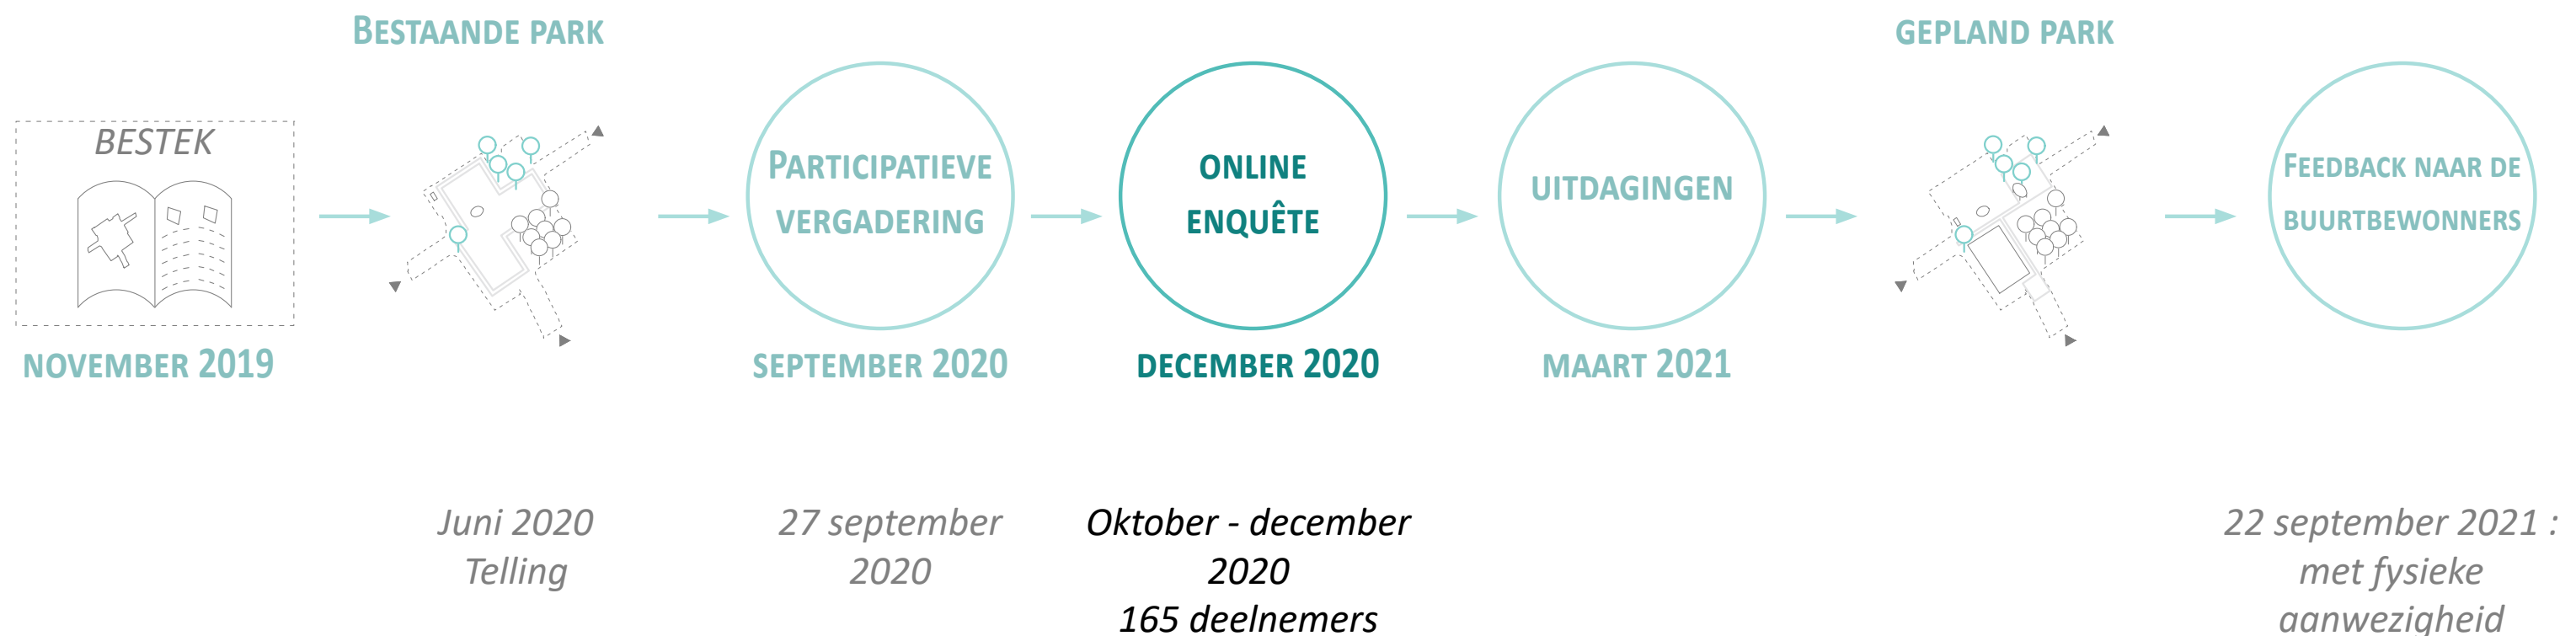 BESTAANDE PARK
GEPLAND PARK
BESTEK
PARTICIPATIEVE
VERGADERING
ONLINE
ENQUÊTE
UITDAGINGEN
FEEDBACK NAAR DE
BUURTBEWONNERS
NOVEMBER 2019
SEPTEMBER 2020
DECEMBER 2020
MAART 2021
Juni 2020
Telling
27 september
2020
Oktober - december
2020
165 deelnemers
22 september 2021 :
met fysieke
aanwezigheid